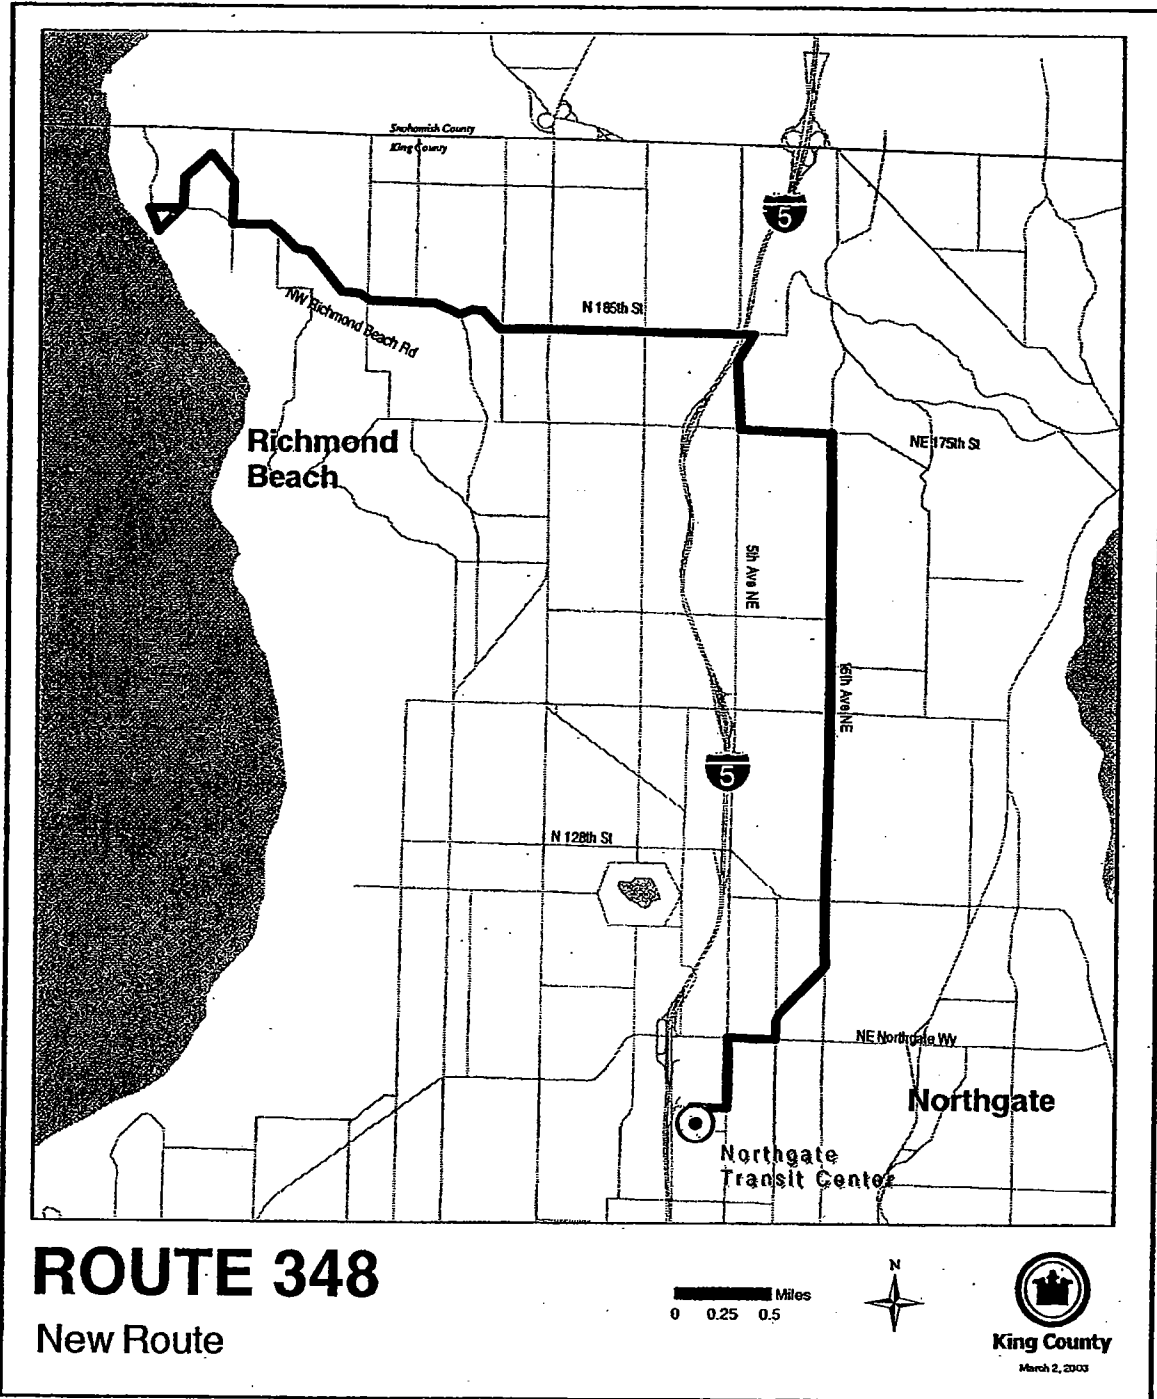 Snohomish County
King County
5
N 185th St
NW Richmond Beach Rd
Richmond
Beach
NE 175th St
5th Ave NE
15th Ave NE
5
N 128th St
NE Northgate Wy
Northgate
Northgate
Transit Center
ROUTE 348
New Route
Miles
0 0.25 0.5
N
King County
March 2, 2003